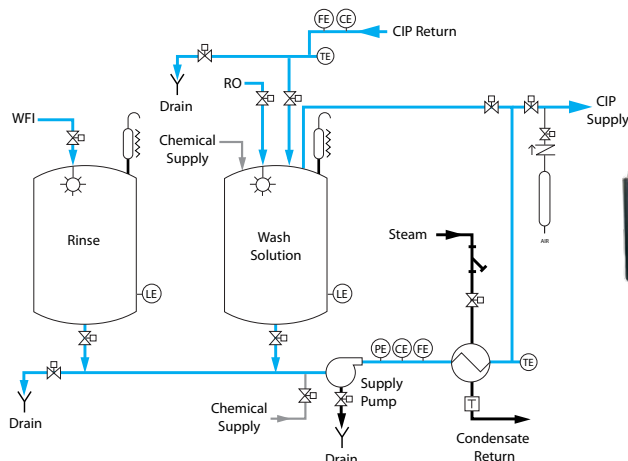 FE
CE
CIP Return
TE
Drain
RO
WFI
CIP
Supply
Chemical
Supply
Rinse
Wash
Solution
Steam
AIR
LE
LE
PE
CE
FE
TE
Supply
Pump
T
Chemical
Supply
Drain
Drain
Condensate
Return